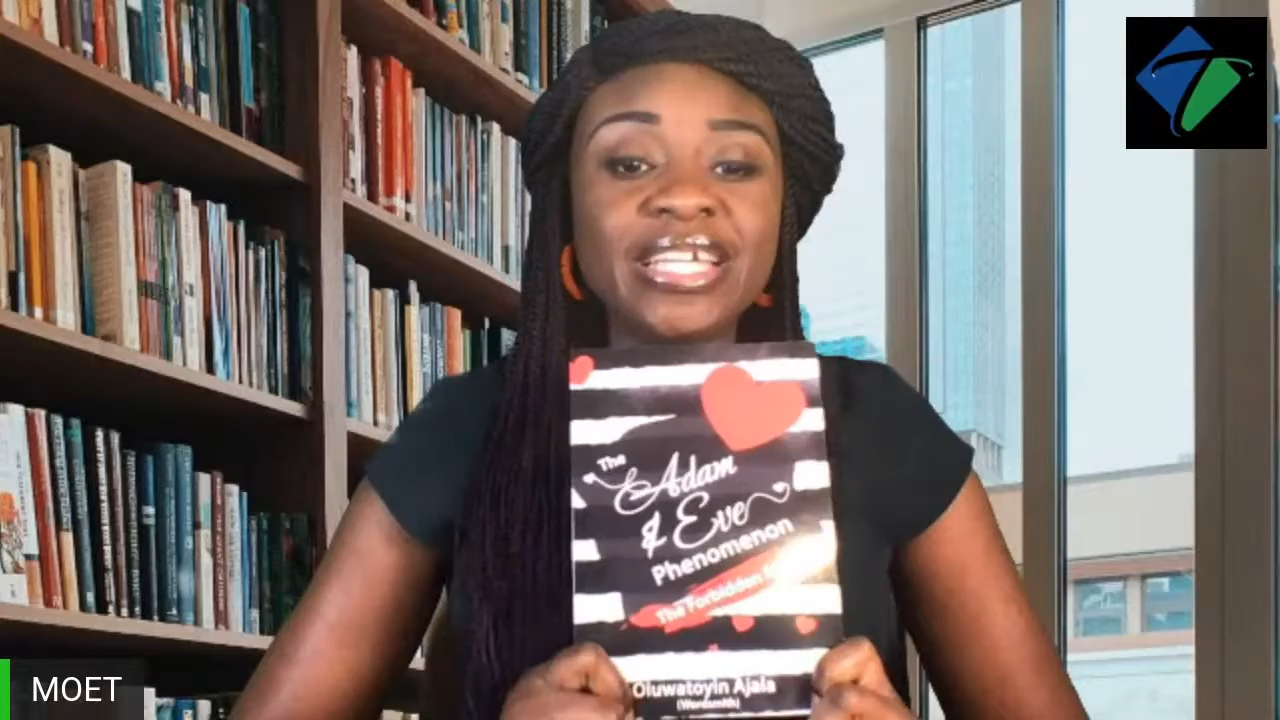 The
Adam
& Eve
Phenomenon
The Forbidden
Oluwatoyin Ajala
(Wordsmith)
MOET